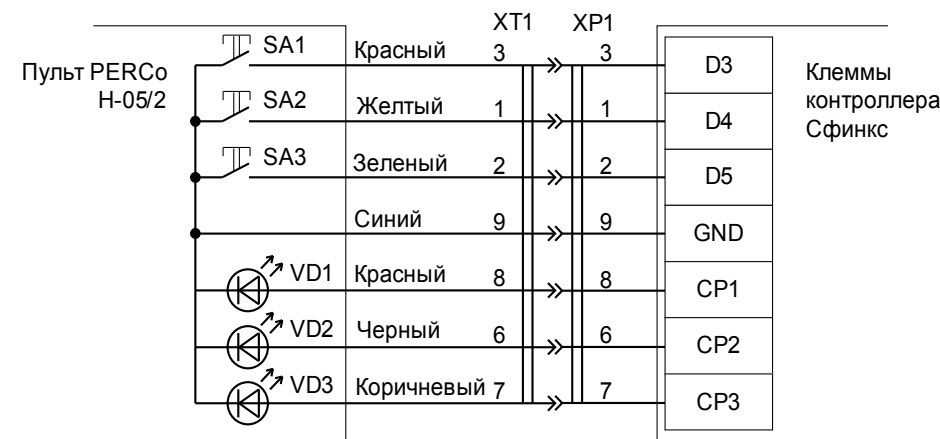 XT1 XP1
Пульт PERCo
Н-05/2
SA1 Красный 3 3 D3
SA2 Желтый 1 1 D4
SA3 Зеленый 2 2 D5
Синий 9 9 GND
VD1 Красный 8 8 CP1
VD2 Черный 6 6 CP2
VD3 Коричневый 7 7 CP3
Клеммы
контроллера
Сфинкс